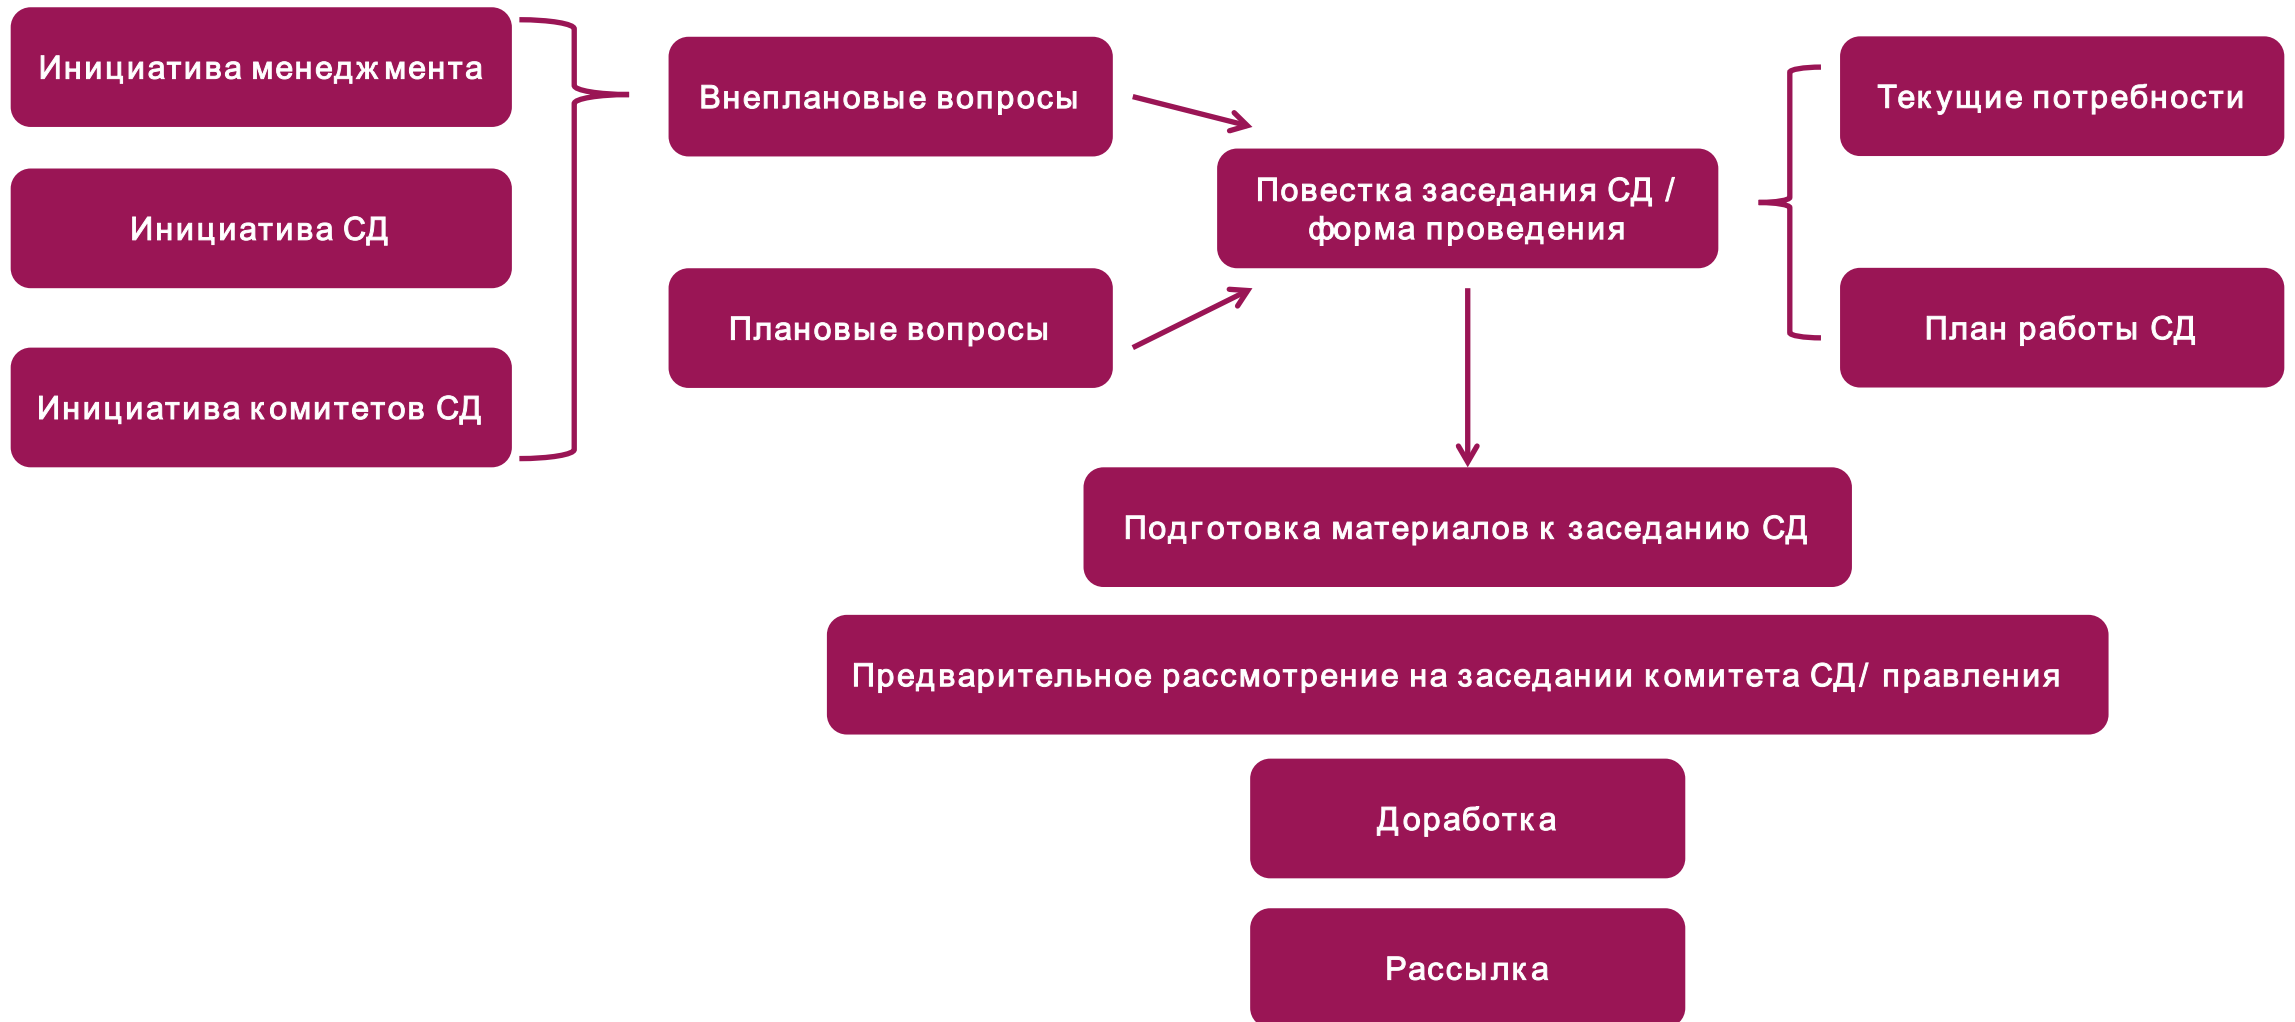 Инициатива менеджмента
Инициатива СД
Инициатива комитетов СД
Внеплановые вопросы
Плановые вопросы
Повестка заседания СД /
форма проведения
Текущие потребности
План работы СД
Подготовка материалов к заседанию СД
Предварительное рассмотрение на заседании комитета СД/ правления
Доработка
Рассылка